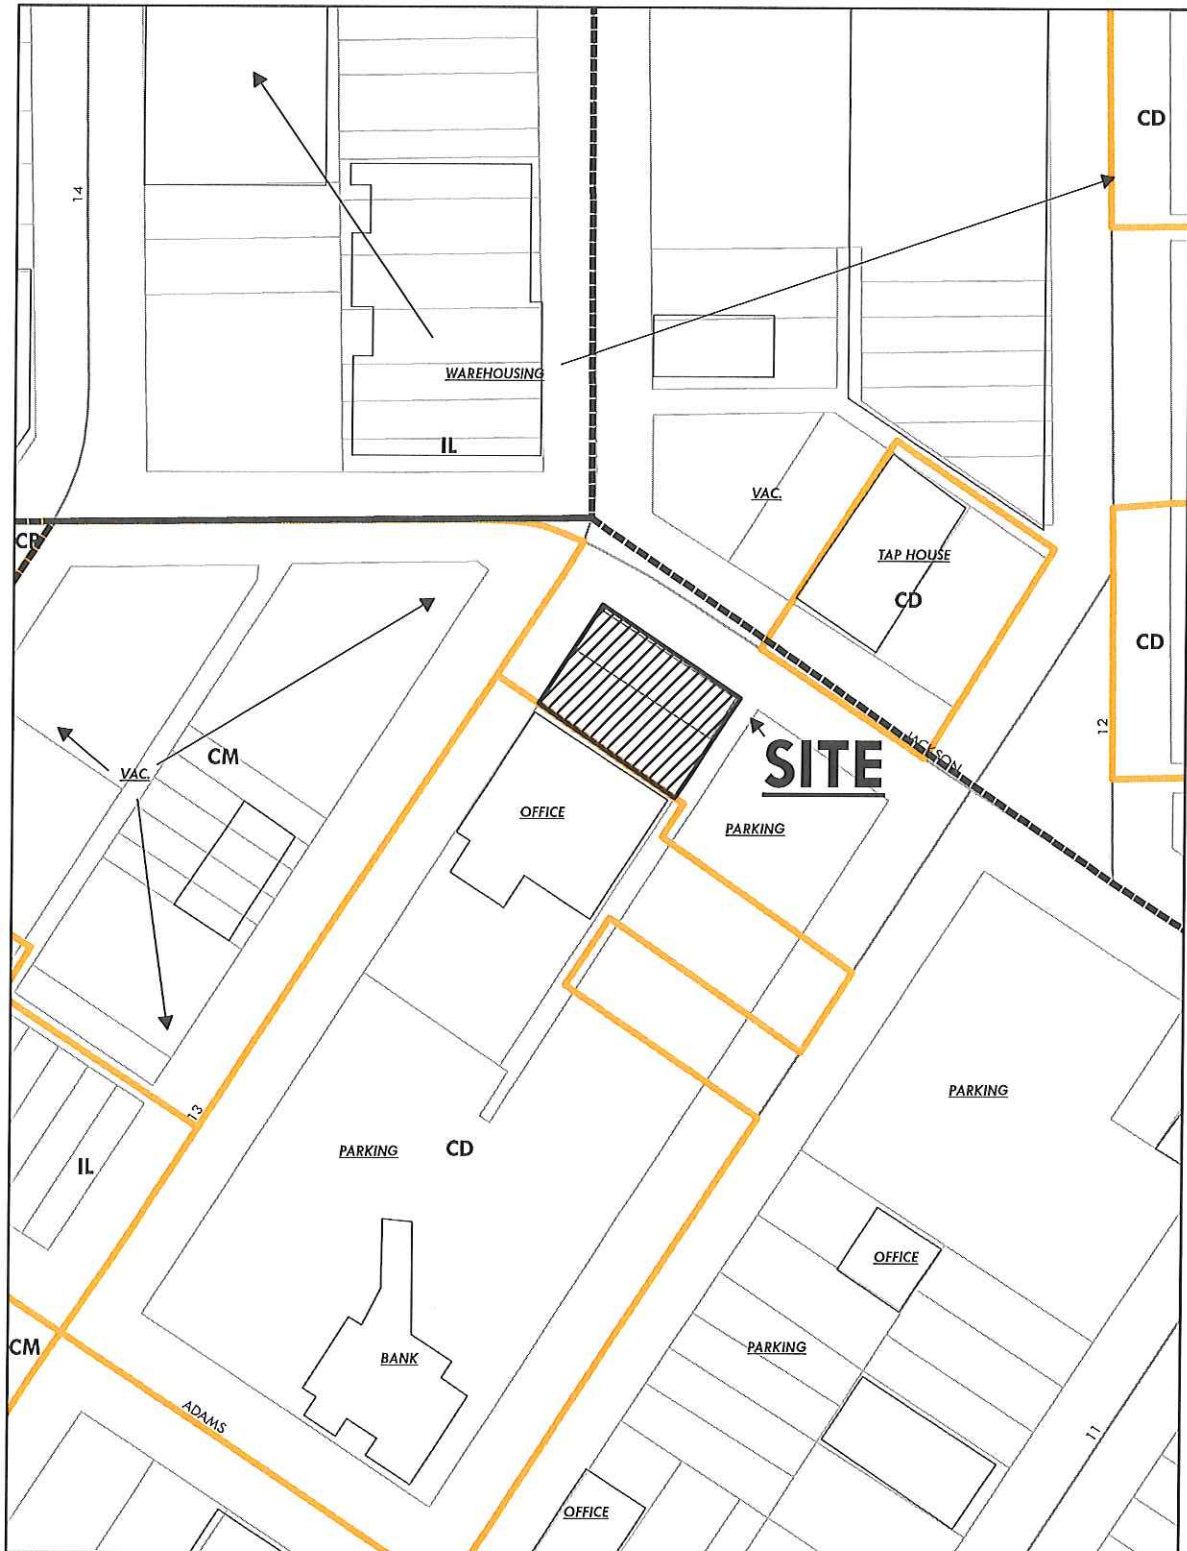 CD
14
WAREHOUSING
IL
VAC.
TAP HOUSE
CD
CP
CD
12
JACKSON
CM
VAC.
SITE
OFFICE
PARKING
PARKING
13
PARKING
CD
IL
OFFICE
PARKING
CM
BANK
ADAMS
11
OFFICE